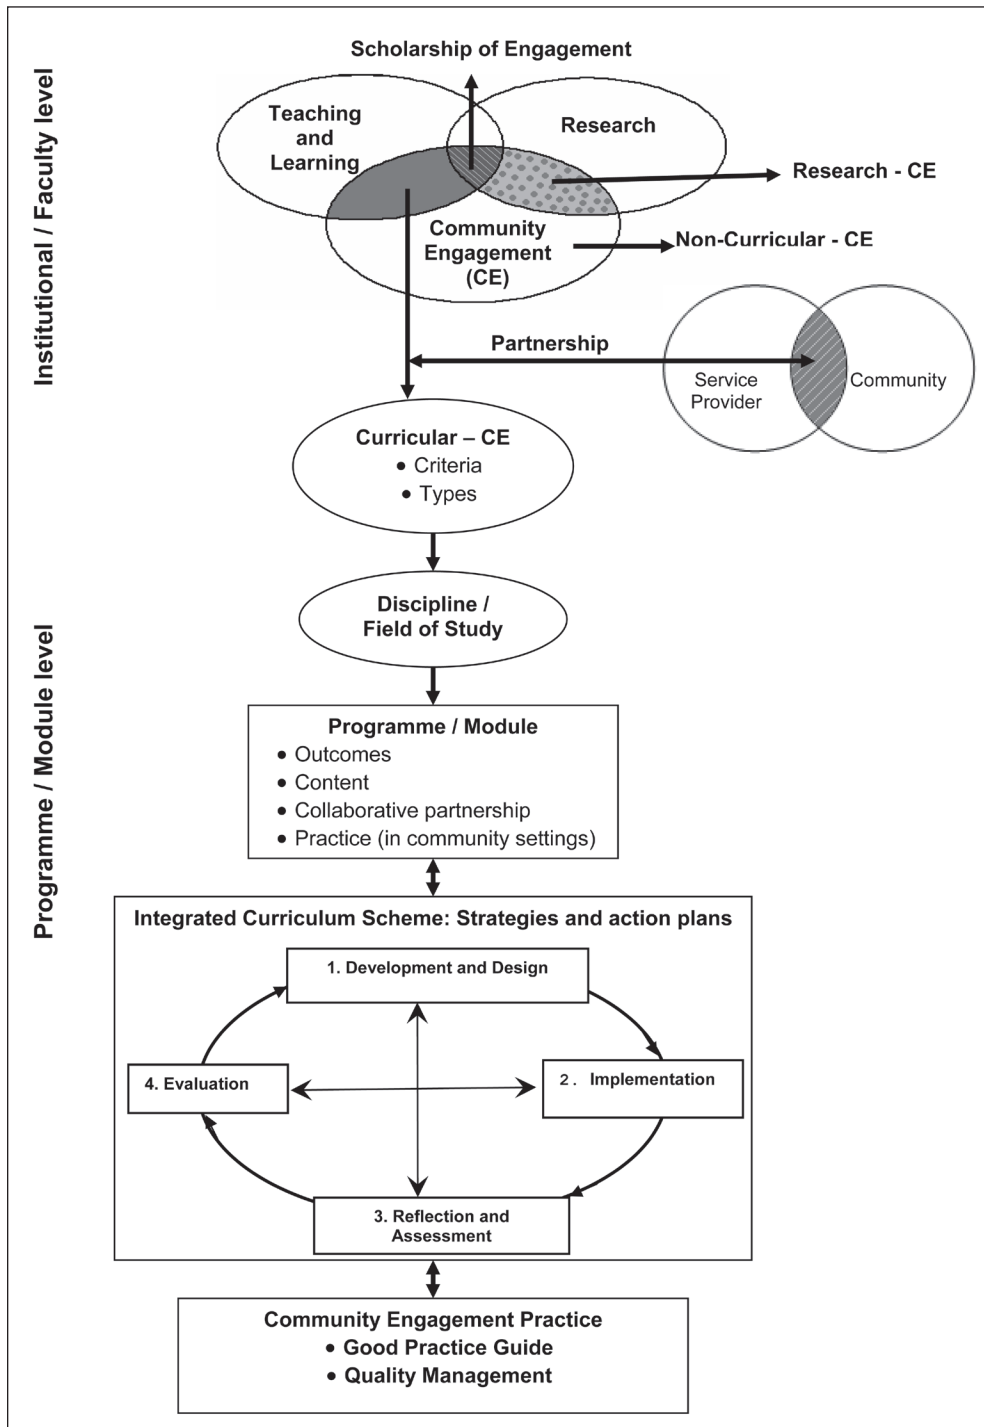 Institutional / Faculty level
Scholarship of Engagement
Teaching
and
Learning
Research
Research - CE
Community
Engagement
(CE)
Non-Curricular - CE
Partnership
Service
Provider
Community
Curricular – CE
● Criteria
● Types
Programme / Module level
Discipline /
Field of Study
Programme / Module
● Outcomes
● Content
● Collaborative partnership
● Practice (in community settings)
Integrated Curriculum Scheme: Strategies and action plans
1. Development and Design
2. Implementation
4. Evaluation
3. Reflection and
Assessment
Community Engagement Practice
● Good Practice Guide
● Quality Management